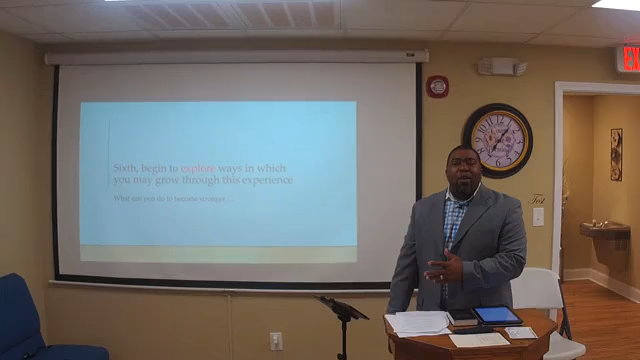 Sixth, begin to explore ways in which
you may grow through this experience
What can you do to become stronger…
EXI